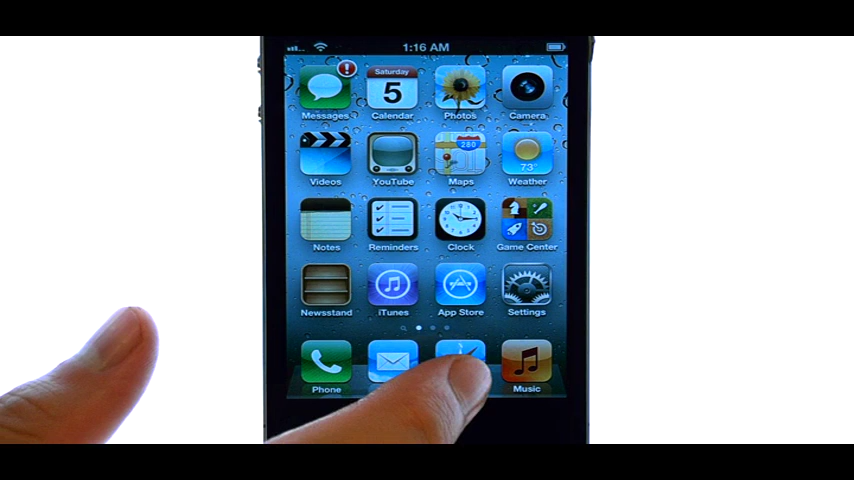 1:16 AM
Saturday
5
Messages
Calendar
Photos
Camera
280
73°
Videos
YouTube
Maps
Weather
Notes
Reminders
Clock
Game Center
Newsstand
iTunes
App Store
Settings
Phone
Music